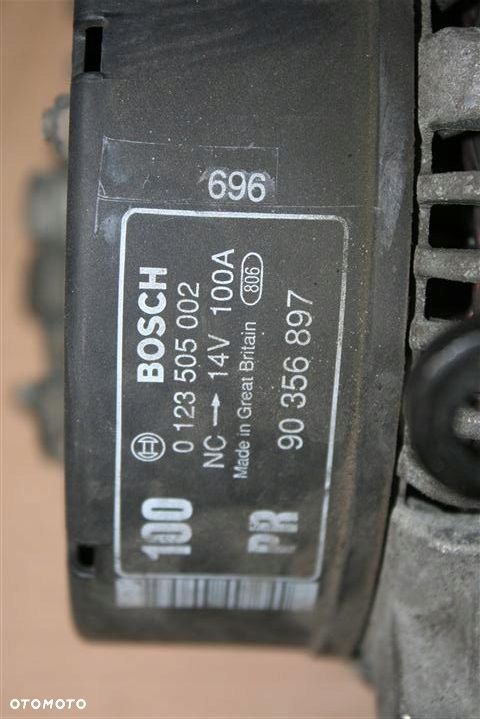 696
BOSCH
0 123 505 002
NC → 14V 100A
Made in Great Britain 806
90 356 897
100
PR
OTOMOTO
OTOMOTO